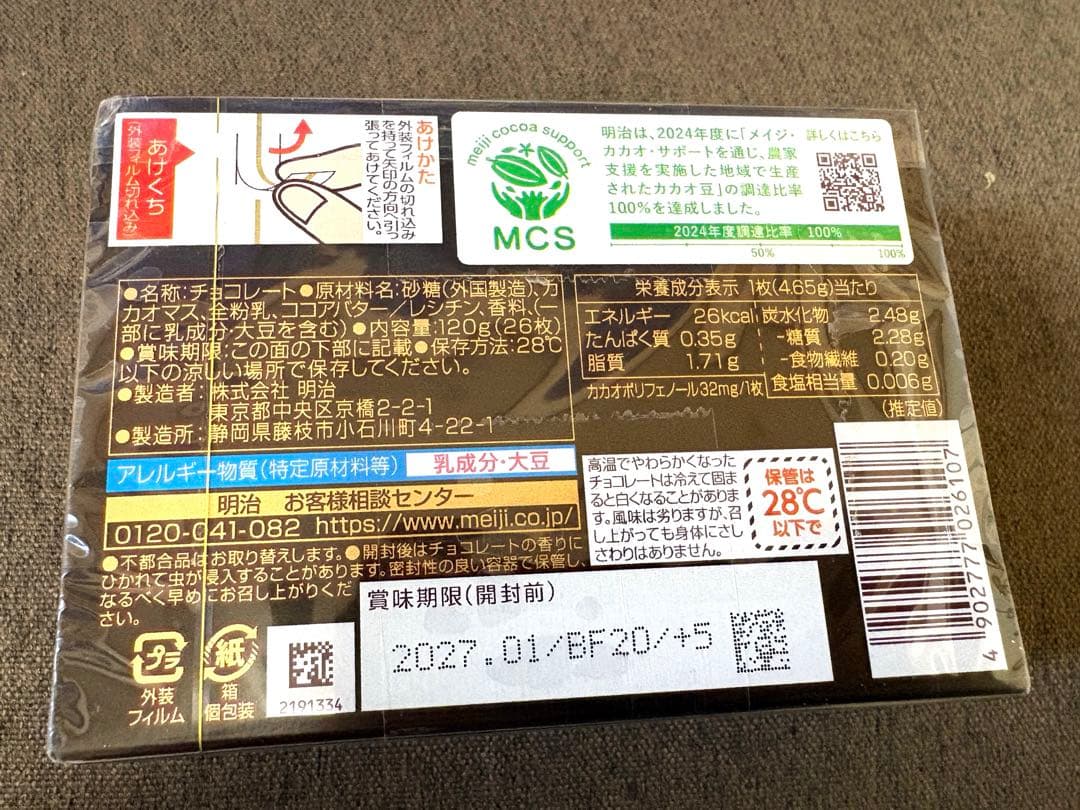 あけくち
(外装フィルム切れ込み)
あけかた
外装フィルムの切れ込み
を持って矢印の方向へ引っ
張ってあけてください。
meiji cocoa support
MCS
明治は、2024年度に「メイジ・
カカオ・サポートを通じ、農家
支援を実施した地域で生産
されたカカオ豆」の調達比率
100%を達成しました。
詳しくはこちら
2024年度調達比率:100%
50% 100%
●名称:チョコレート●原材料名:砂糖(外国製造)、カ
カオマス、全粉乳、ココアバター/レシチン、香料、(一
部に乳成分・大豆を含む)●内容量:120g(26枚)
●賞味期限:この面の下部に記載●保存方法:28℃
以下の涼しい場所で保存してください。
●製造者:株式会社 明治
東京都中央区京橋2-2-1
●製造所:静岡県藤枝市小石川町4-22-1
栄養成分表示 1枚(4.65g)当たり
エネルギー 26kcal 炭水化物 2.48g
たんぱく質 0.35g -糖質 2.28g
脂質 1.71g -食物繊維 0.20g
カカオポリフェノール32mg/1枚 食塩相当量 0.006g
(推定値)
アレルギー物質(特定原材料等) 乳成分・大豆
明治 お客様相談センター
0120-041-082 https://www.meiji.co.jp/
●不都合品はお取り替えします。●開封後はチョコレートの香りに
ひかれて虫が侵入することがあります。密封性の良い容器で保管し、
なるべく早めにお召し上がりくだ
さい。
高温でやわらかくなった
チョコレートは冷えて固ま
ると白くなることがありま
す。風味は劣りますが、召
し上がっても身体にさし
さわりはありません。
保管は
28℃
以下で
賞味期限(開封前)
2027.01/BF20/+5
プラ
外装
フィルム
紙
箱
個包装
2191334
4 902777 026107